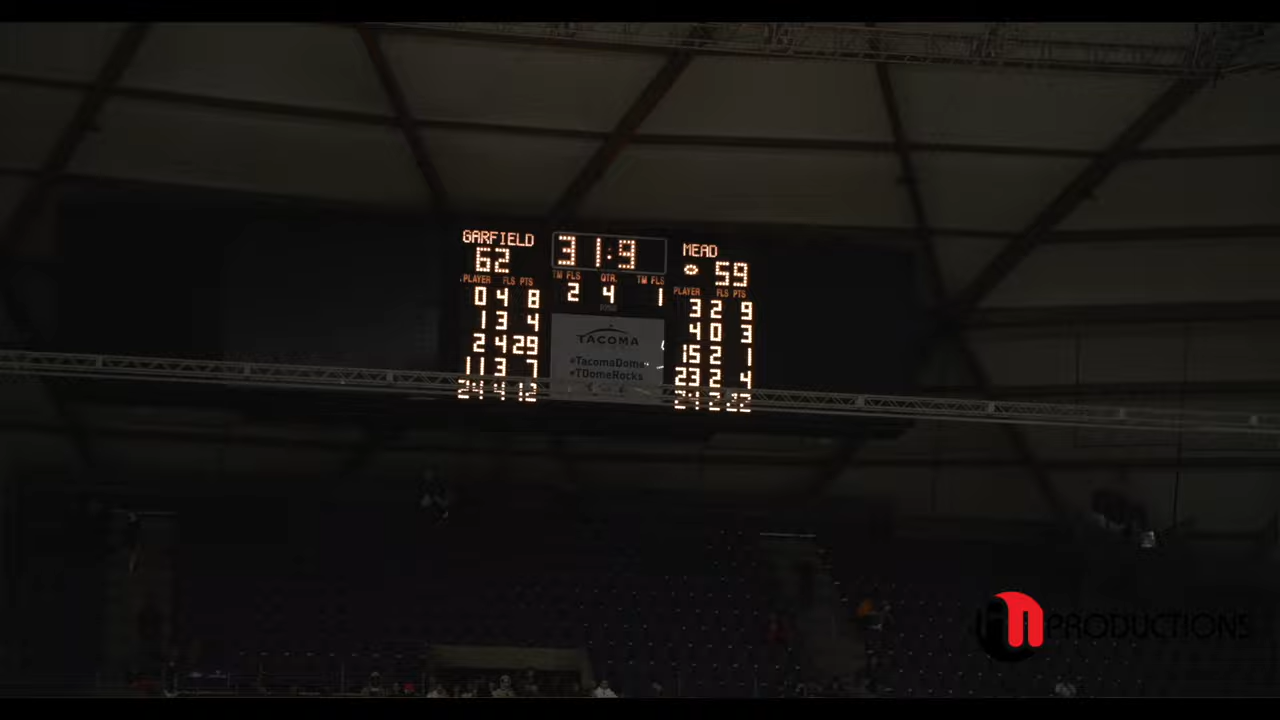 GARFIELD 31:9 MEAD
62 59
TM FLS QTR. TM FLS
2 4 1
PLAYER FLS PTS
0 4 8
1 3 4
2 4 29
11 3 7
24 4 12
PLAYER FLS PTS
3 2 9
4 0 3
15 2 1
23 2 4
24 2 22
TACOMA
#TacomaDome
#TDomeRocks
PRODUCTIONS